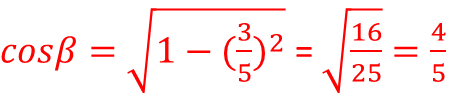 cosβ = √(1 − (3/5)²) = √(16/25) = 4/5